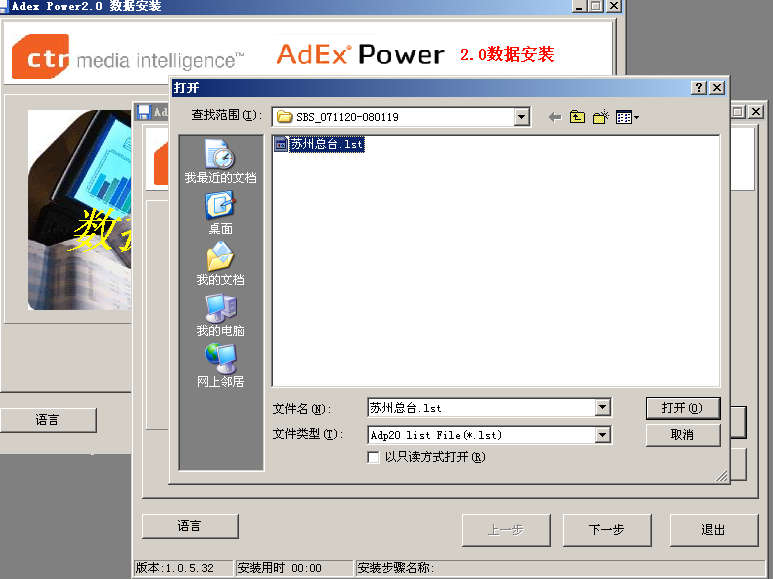 Adex Power2.0 数据安装
ctr media intelligence™
AdEx Power 2.0数据安装
打开
查找范围(I):
SBS_071120-080119
苏州总台.lst
我最近的文档
桌面
我的文档
我的电脑
网上邻居
文件名(N):
苏州总台.lst
打开(O)
文件类型(T):
Adp20 list File(*.lst)
取消
以只读方式打开(R)
Ad
数据
语言
语言
上一步
下一步
退出
版本:1.0.5.32
安装用时 00:00
安装步骤名称: